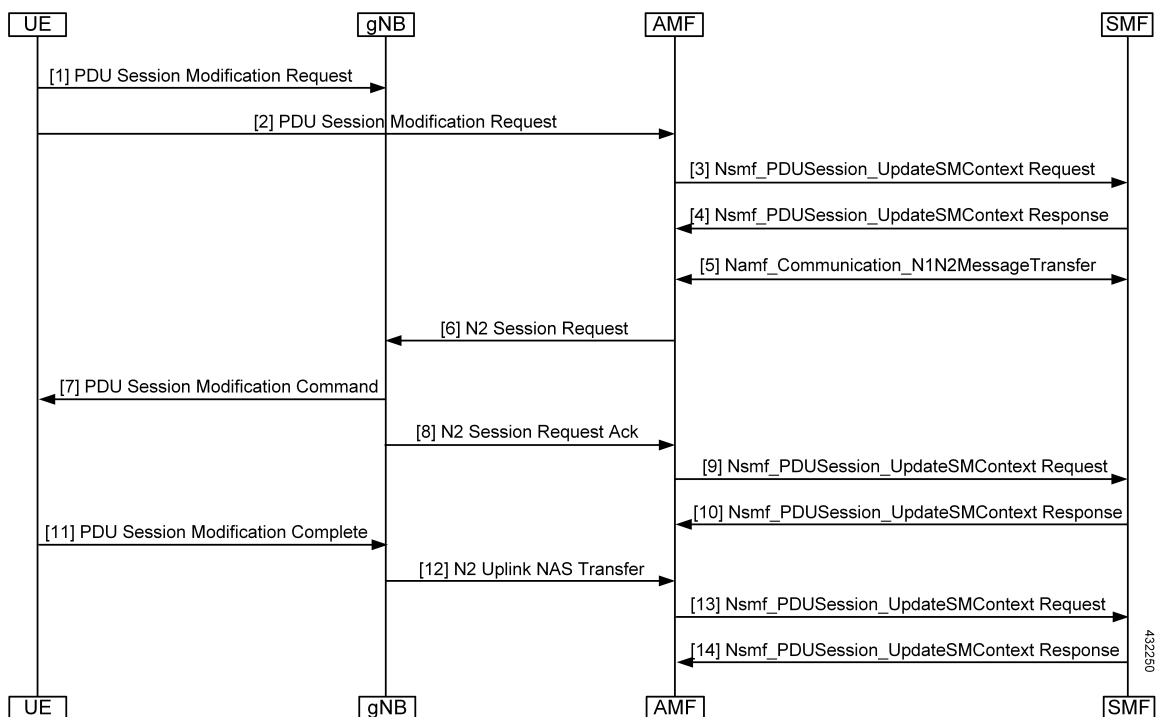 UE gNB AMF SMF
[1] PDU Session Modification Request
[2] PDU Session Modification Request
[3] Nsmf_PDUSession_UpdateSMContext Request
[4] Nsmf_PDUSession_UpdateSMContext Response
[5] Namf_Communication_N1N2MessageTransfer
[6] N2 Session Request
[7] PDU Session Modification Command
[8] N2 Session Request Ack
[9] Nsmf_PDUSession_UpdateSMContext Request
[10] Nsmf_PDUSession_UpdateSMContext Response
[11] PDU Session Modification Complete
[12] N2 Uplink NAS Transfer
[13] Nsmf_PDUSession_UpdateSMContext Request
[14] Nsmf_PDUSession_UpdateSMContext Response
432250
UE gNB AMF SMF